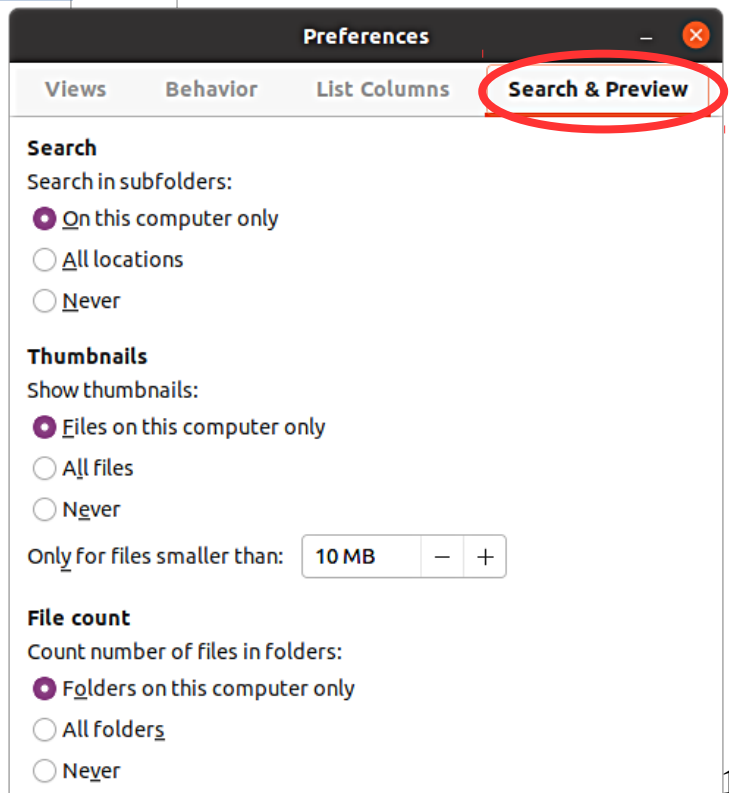 Preferences
Views Behavior List Columns Search & Preview
Search
Search in subfolders:
On this computer only
All locations
Never
Thumbnails
Show thumbnails:
Files on this computer only
All files
Never
Only for files smaller than: 10 MB − +
File count
Count number of files in folders:
Folders on this computer only
All folders
Never